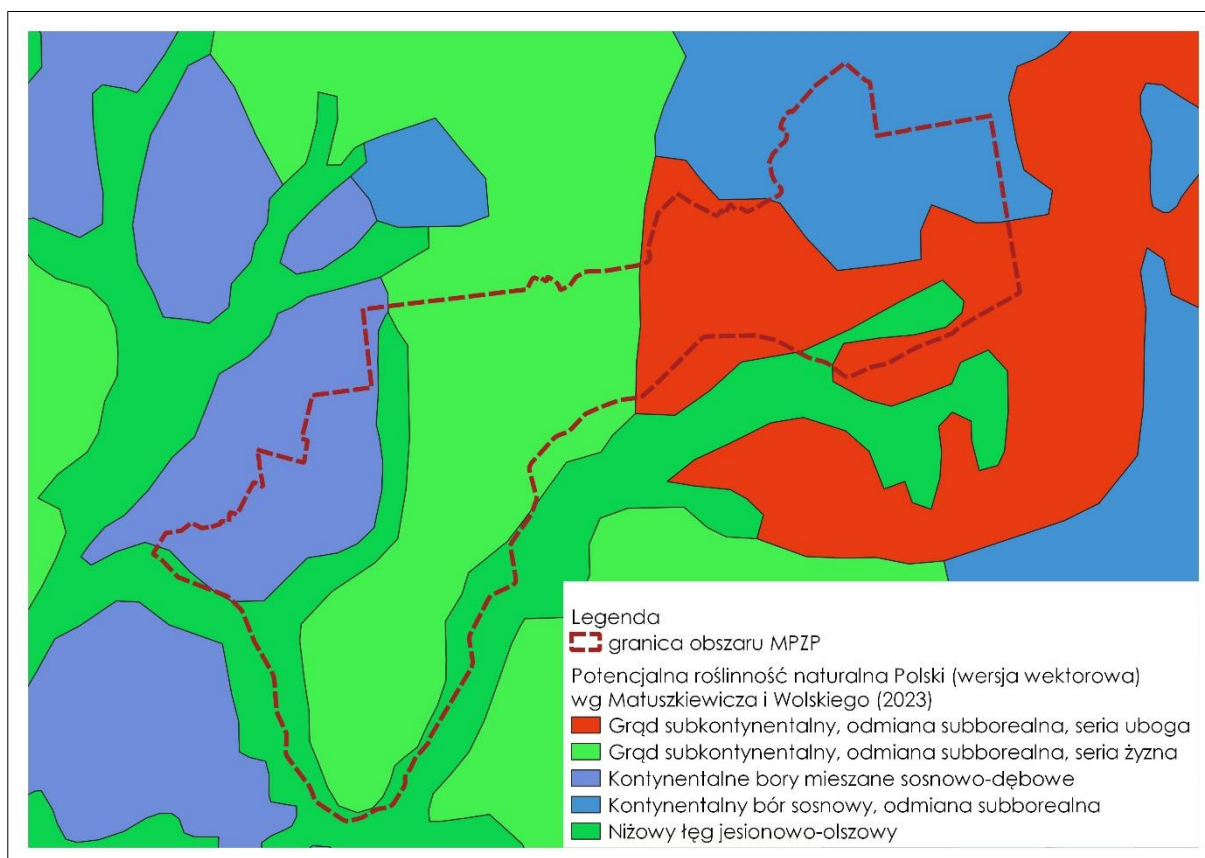 Legenda
granica obszaru MPZP
Potencjalna roślinność naturalna Polski (wersja wektorowa)
wg Matuszkiewicza i Wolskiego (2023)
Grąd subkontynentalny, odmiana subborealna, seria uboga
Grąd subkontynentalny, odmiana subborealna, seria żyzna
Kontynentalne bory mieszane sosnowo-dębowe
Kontynentalny bór sosnowy, odmiana subborealna
Niżowy łęg jesionowo-olszowy